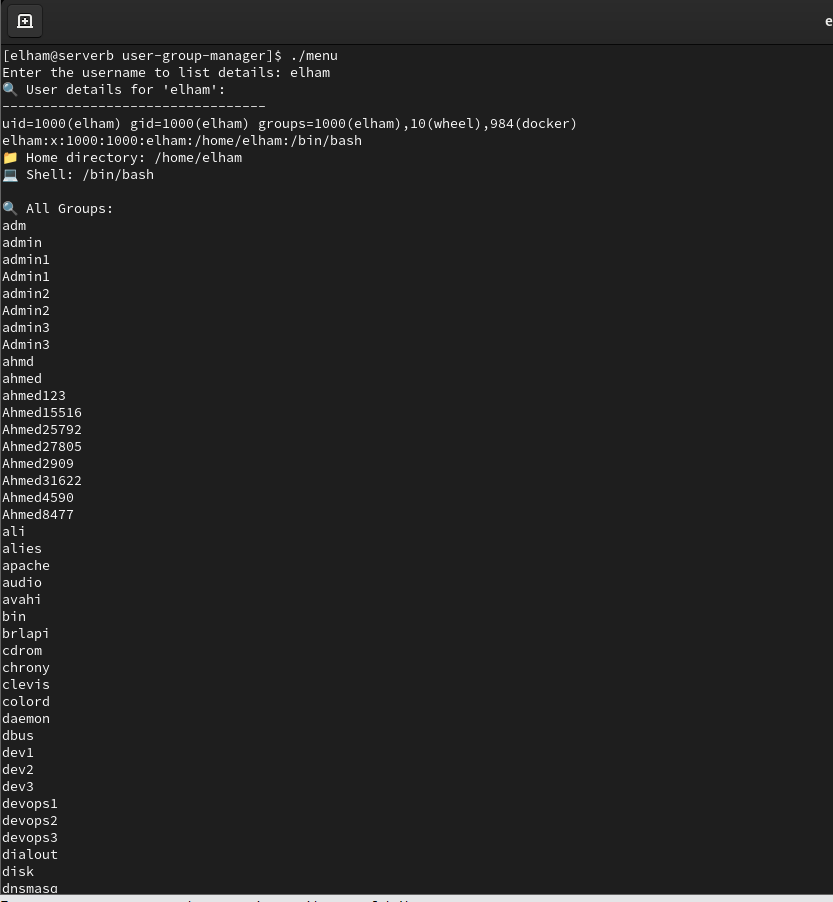 e
[elham@serverb user-group-manager]$ ./menu
Enter the username to list details: elham
🔍 User details for 'elham':
---------------------------------
uid=1000(elham) gid=1000(elham) groups=1000(elham),10(wheel),984(docker)
elham:x:1000:1000:elham:/home/elham:/bin/bash
📁 Home directory: /home/elham
💻 Shell: /bin/bash
🔍 All Groups:
adm
admin
admin1
Admin1
admin2
Admin2
admin3
Admin3
ahmd
ahmed
ahmed123
Ahmed15516
Ahmed25792
Ahmed27805
Ahmed2909
Ahmed31622
Ahmed4590
Ahmed8477
ali
alies
apache
audio
avahi
bin
brlapi
cdrom
chrony
clevis
colord
daemon
dbus
dev1
dev2
dev3
devops1
devops2
devops3
dialout
disk
dnsmasq